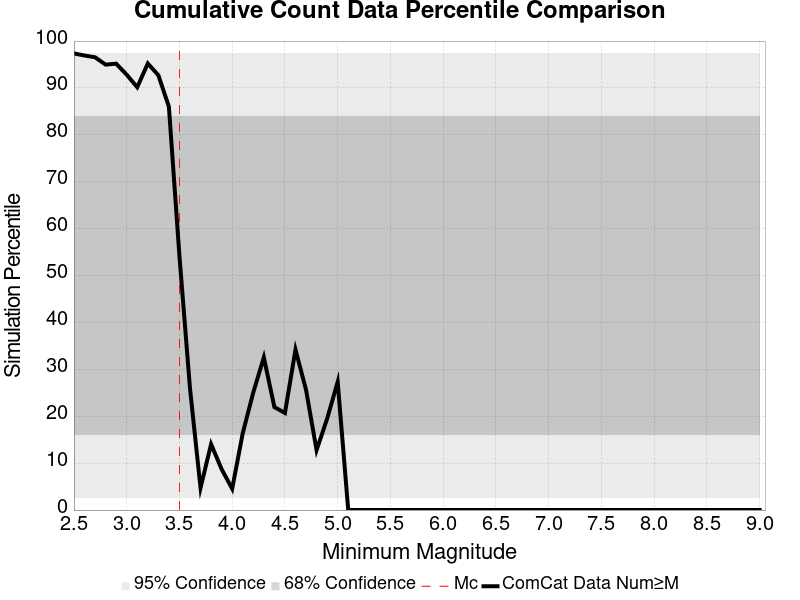 Cumulative Count Data Percentile Comparison
100
90
80
70
60
50
40
30
20
10
0
Simulation Percentile
2.5 3.0 3.5 4.0 4.5 5.0 5.5 6.0 6.5 7.0 7.5 8.0 8.5 9.0
Minimum Magnitude
95% Confidence 68% Confidence Mc ComCat Data Num≥M